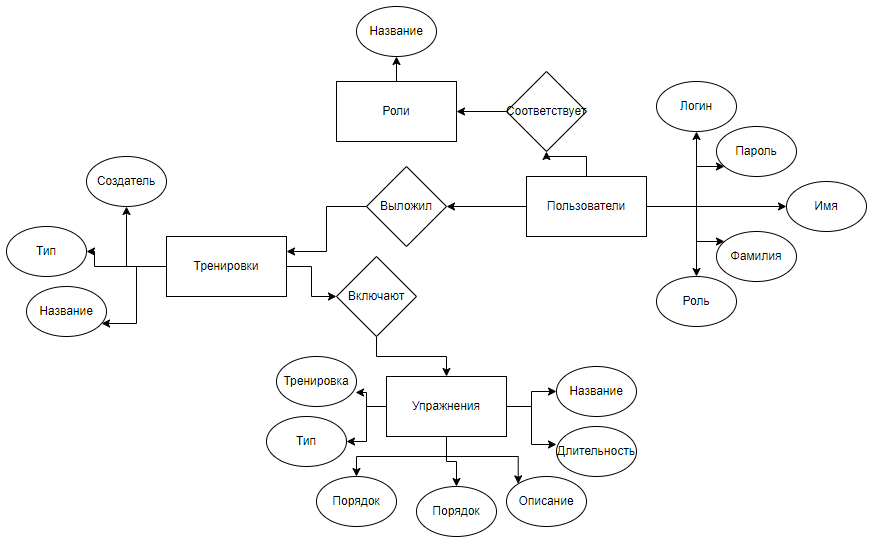 Название
Роли
Соответствует
Логин
Пароль
Создатель
Выложил
Пользователи
Имя
Тип
Тренировки
Фамилия
Название
Включают
Роль
Тренировка
Упражнения
Название
Тип
Длительность
Порядок
Порядок
Описание